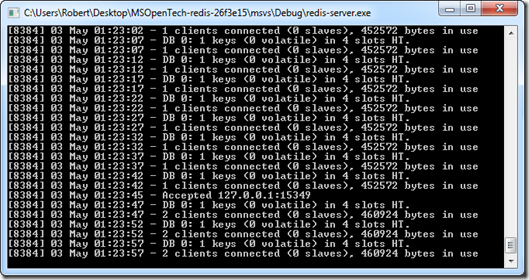 C:\Users\Robert\Desktop\MSOpenTech-redis-26f3e15\msvs\Debug\redis-server.exe
[8384] 03 May 01:23:02 - 1 clients connected (0 slaves), 452572 bytes in use
[8384] 03 May 01:23:07 - DB 0: 1 keys (0 volatile) in 4 slots HT.
[8384] 03 May 01:23:07 - 1 clients connected (0 slaves), 452572 bytes in use
[8384] 03 May 01:23:12 - DB 0: 1 keys (0 volatile) in 4 slots HT.
[8384] 03 May 01:23:12 - 1 clients connected (0 slaves), 452572 bytes in use
[8384] 03 May 01:23:17 - DB 0: 1 keys (0 volatile) in 4 slots HT.
[8384] 03 May 01:23:17 - 1 clients connected (0 slaves), 452572 bytes in use
[8384] 03 May 01:23:22 - DB 0: 1 keys (0 volatile) in 4 slots HT.
[8384] 03 May 01:23:22 - 1 clients connected (0 slaves), 452572 bytes in use
[8384] 03 May 01:23:27 - DB 0: 1 keys (0 volatile) in 4 slots HT.
[8384] 03 May 01:23:27 - 1 clients connected (0 slaves), 452572 bytes in use
[8384] 03 May 01:23:32 - DB 0: 1 keys (0 volatile) in 4 slots HT.
[8384] 03 May 01:23:32 - 1 clients connected (0 slaves), 452572 bytes in use
[8384] 03 May 01:23:37 - DB 0: 1 keys (0 volatile) in 4 slots HT.
[8384] 03 May 01:23:37 - 1 clients connected (0 slaves), 452572 bytes in use
[8384] 03 May 01:23:42 - DB 0: 1 keys (0 volatile) in 4 slots HT.
[8384] 03 May 01:23:42 - 1 clients connected (0 slaves), 452572 bytes in use
[8384] 03 May 01:23:45 - Accepted 127.0.0.1:15349
[8384] 03 May 01:23:47 - DB 0: 1 keys (0 volatile) in 4 slots HT.
[8384] 03 May 01:23:47 - 2 clients connected (0 slaves), 460924 bytes in use
[8384] 03 May 01:23:52 - DB 0: 1 keys (0 volatile) in 4 slots HT.
[8384] 03 May 01:23:52 - 2 clients connected (0 slaves), 460924 bytes in use
[8384] 03 May 01:23:57 - DB 0: 1 keys (0 volatile) in 4 slots HT.
[8384] 03 May 01:23:57 - 2 clients connected (0 slaves), 460924 bytes in use